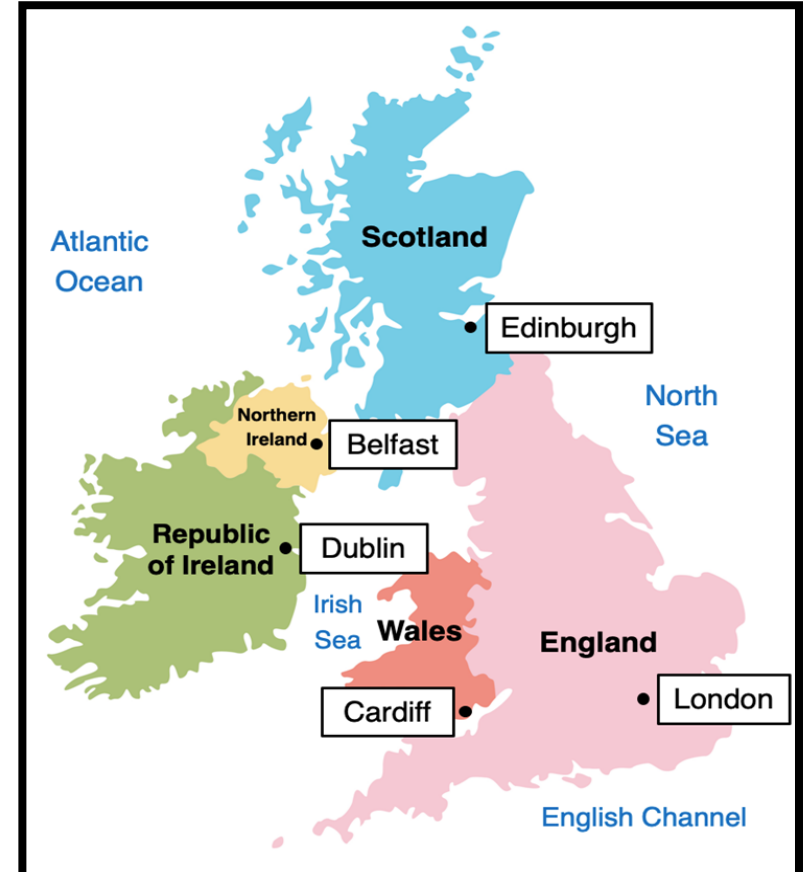 Scotland
Atlantic
Ocean
Edinburgh
North
Sea
Northern
Ireland
Belfast
Republic
of Ireland
Dublin
Irish
Sea
Wales
England
Cardiff
London
English Channel